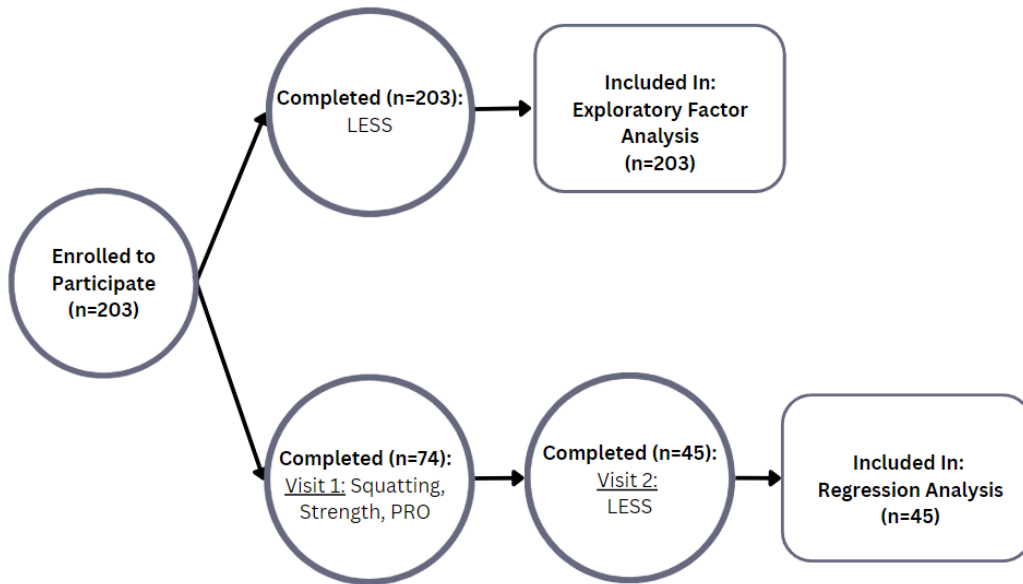 Enrolled to
Participate
(n=203)
Completed (n=203):
LESS
Included In:
Exploratory Factor
Analysis
(n=203)
Completed (n=74):
Visit 1: Squatting,
Strength, PRO
Completed (n=45):
Visit 2:
LESS
Included In:
Regression Analysis
(n=45)